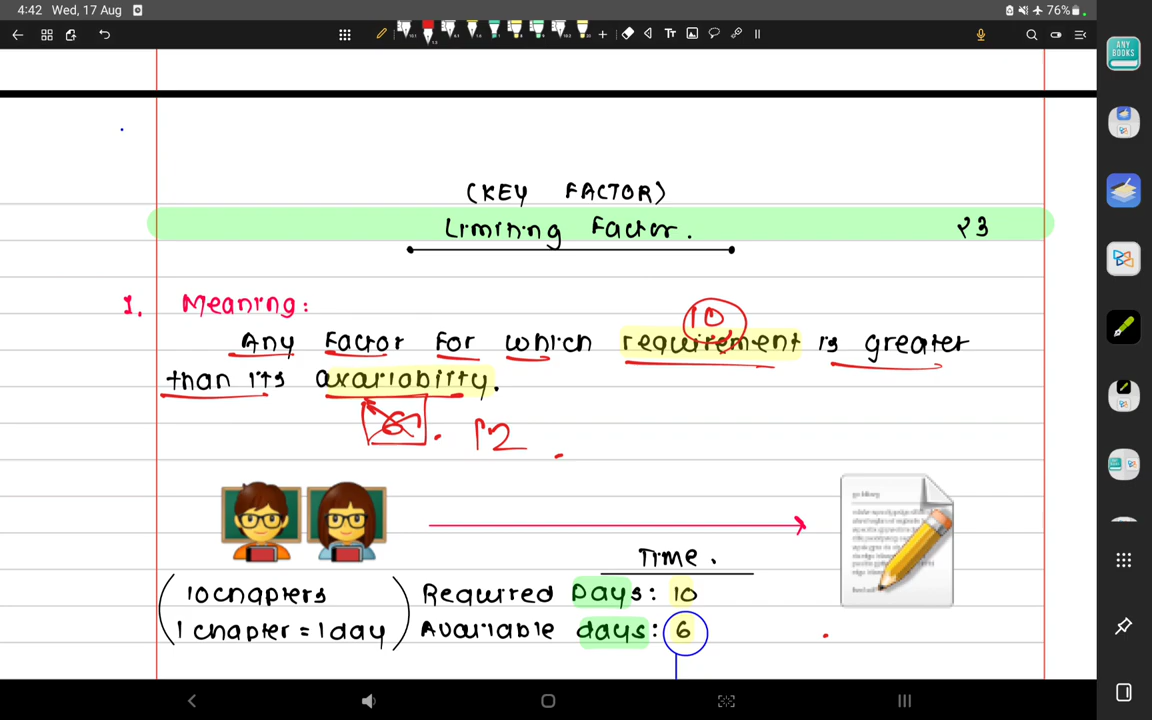 4:42 Wed, 17 Aug
76%
Tr
ANY BOOKS
(KEY FACTOR)
Limiting Factor. 23
1. Meaning:
10
Any Factor For which requirement is greater
than its availability.
6. 12
Time.
(10 chapters) Required Days: 10
(1 chapter = 1 day) Available days: 6